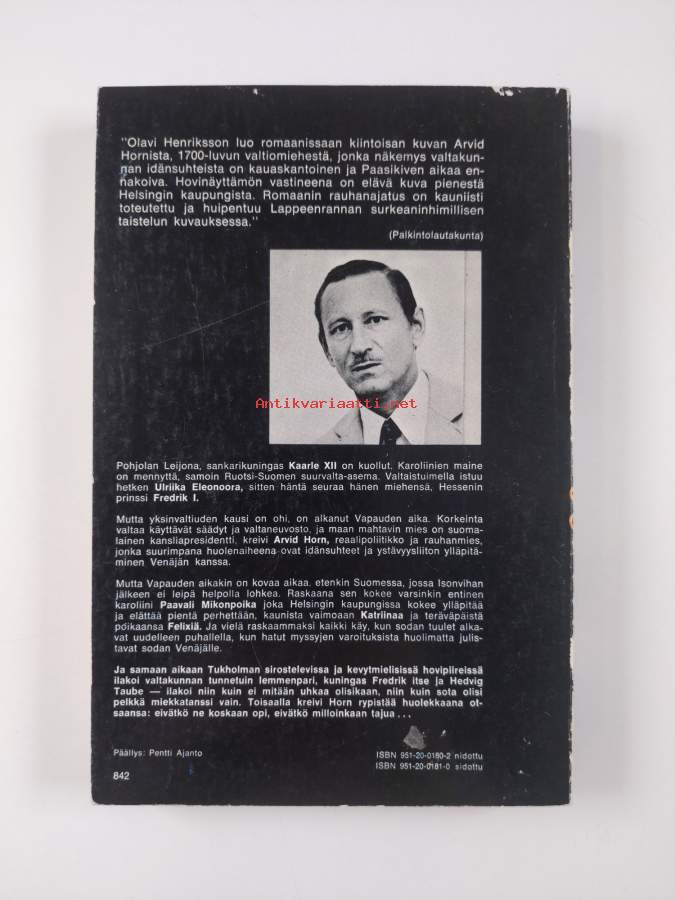 "Olavi Henriksson luo romaanissaan kiintoisan kuvan Arvid
Hornista, 1700-luvun valtiomiehestä, jonka näkemys valtakun-
nan idänsuhteista on kauaskantoinen ja Paasikiven aikaa en-
nakoiva. Hovinäyttämön vastineena on elävä kuva pienestä
Helsingin kaupungista. Romaanin rauhanajatus on kauniisti
toteutettu ja huipentuu Lappeenrannan surkeaninhimillisen
taistelun kuvauksessa."
(Palkintolautakunta)
Antikvariaatti.net
Pohjolan Leijona, sankarikuningas Kaarle XII on kuollut. Karoliinien maine
on mennyttä, samoin Ruotsi-Suomen suurvalta-asema. Valtaistuimella istuu
hetken Ulriika Eleonoora, sitten häntä seuraa hänen miehensä, Hessenin
prinssi Fredrik I.
Mutta yksinvaltiuden kausi on ohi, on alkanut Vapauden aika. Korkeinta
valtaa käyttävät säädyt ja valtaneuvosto, ja maan mahtavin mies on suoma-
lainen kansliapresidentti, kreivi Arvid Horn, reaalipoliitikko ja rauhanmies,
jonka suurimpana huolenaiheena ovat idänsuhteet ja ystävyysliiton ylläpitä-
minen Venäjän kanssa.
Mutta Vapauden aikakin on kovaa aikaa, etenkin Suomessa, jossa Isonvihan
jälkeen ei leipä helpolla lohkea. Raskaana sen kokee varsinkin entinen
karoliini Paavali Mikonpoika joka Helsingin kaupungissa kokee ylläpitää
ja elättää pientä perhettään, kaunista vaimoaan Katriinaa ja teräväpäistä
poikaansa Felixiä. Ja vielä raskaammaksi kaikki käy, kun sodan tuulet alka-
vat uudelleen puhallella, kun hatut myssyjen varoituksista huolimatta julis-
tavat sodan Venäjälle.
Ja samaan aikaan Tukholman sirostelevissa ja kevytmielisissä hovipiireissä
ilakoi valtakunnan tunnetuin lemmenpari, kuningas Fredrik itse ja Hedvig
Taube — ilakoi niin kuin ei mitään uhkaa olisikaan, niin kuin sota olisi
pelkkä miekkatanssi vain. Toisaalla kreivi Horn rypistää huolekkaana ot-
saansa: eivätkö ne koskaan opi, eivätkö milloinkaan tajua ...
Päällys: Pentti Ajanto
ISBN 951-20-0180-2 nidottu
ISBN 951-20-0181-0 sidottu
842